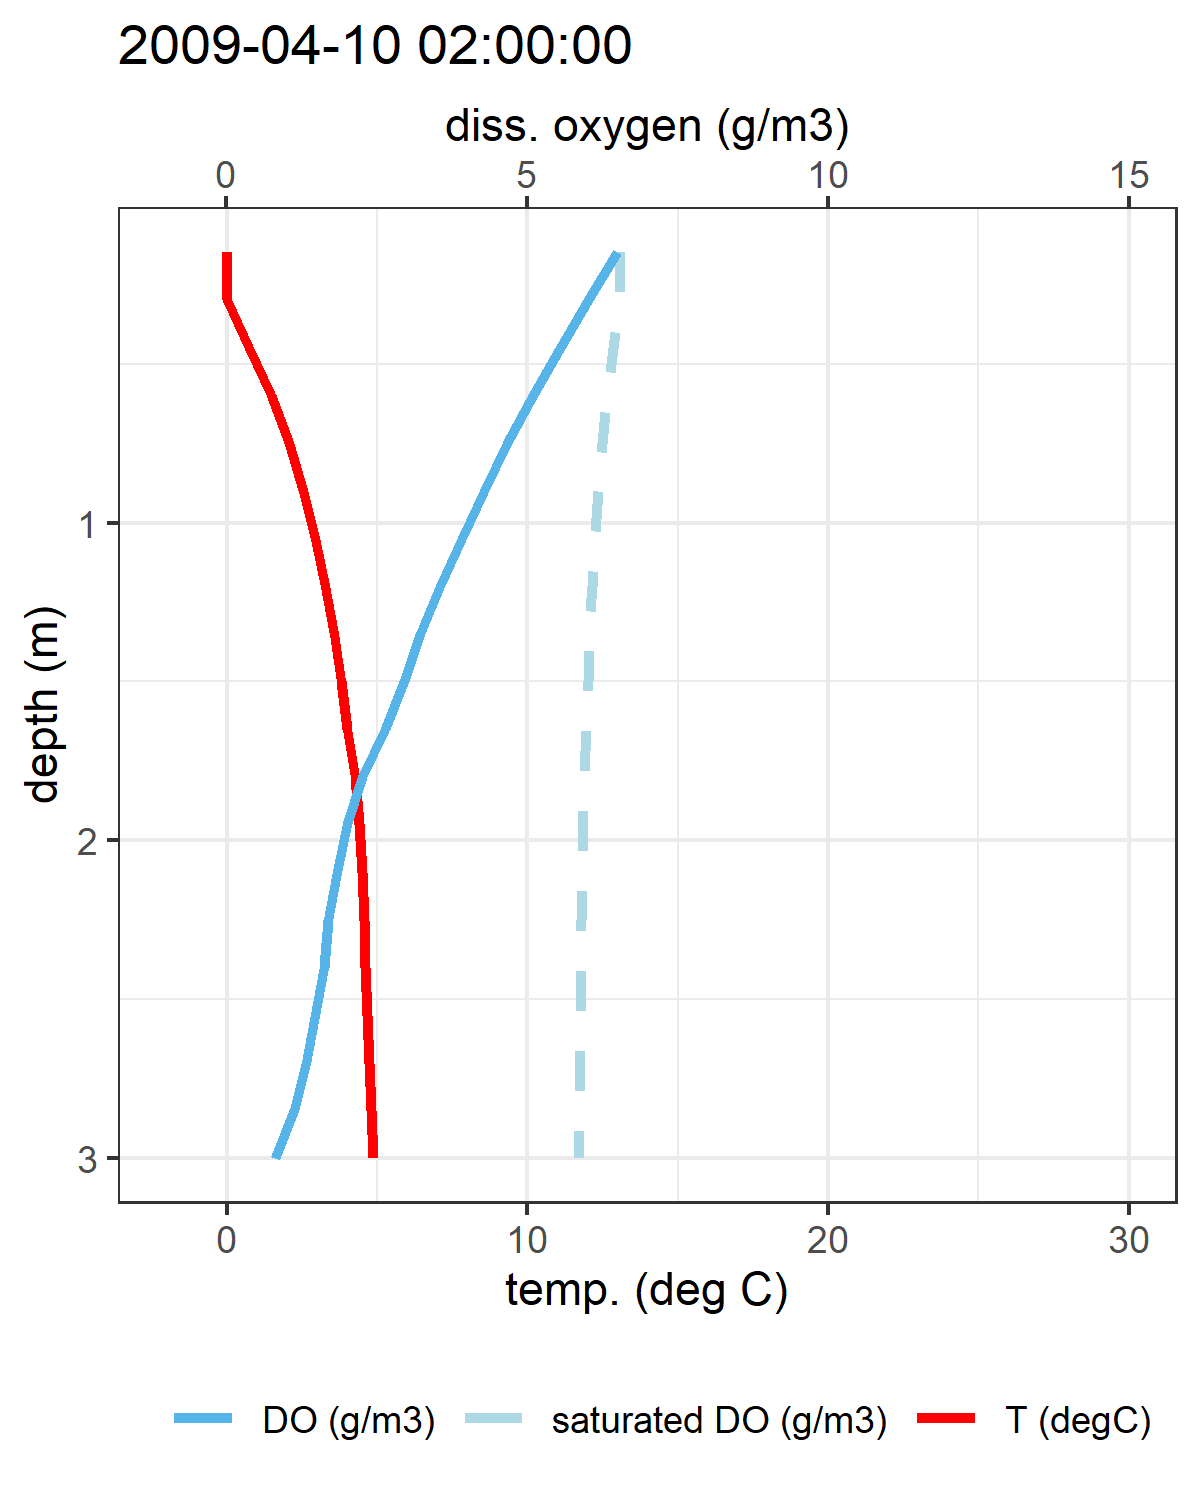 2009-04-10 02:00:00
diss. oxygen (g/m3)
0 5 10 15
depth (m)
1
2
3
0 10 20 30
temp. (deg C)
DO (g/m3) saturated DO (g/m3) T (degC)